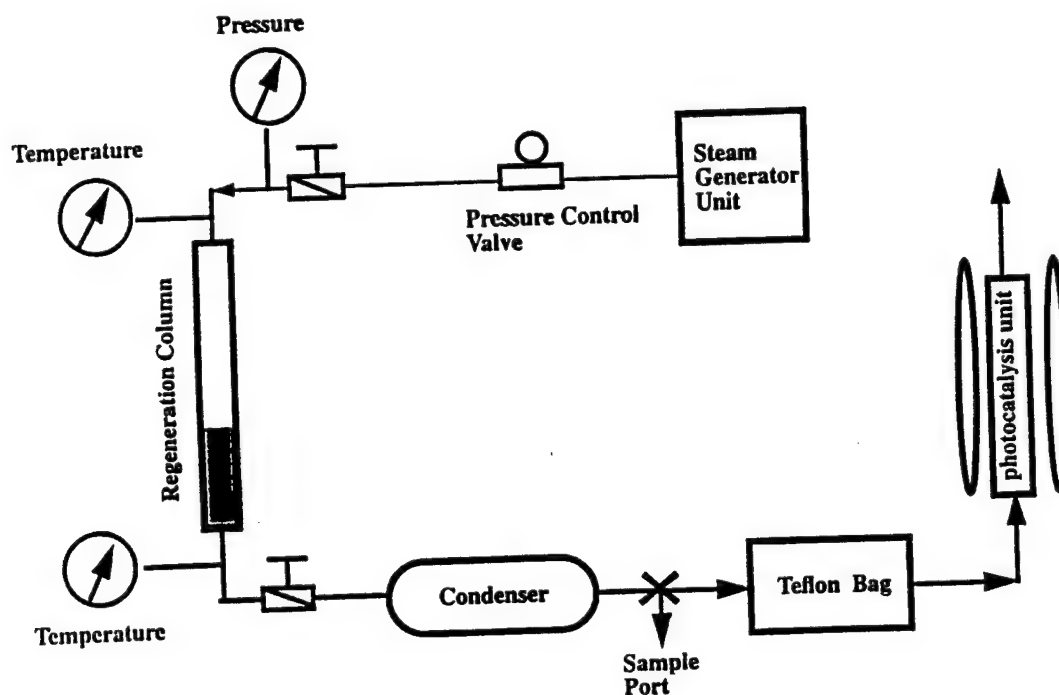 Pressure
Temperature
Steam
Generator
Unit
Pressure Control
Valve
Regeneration Column
photocatalysis unit
Temperature
Condenser
Teflon Bag
Sample
Port